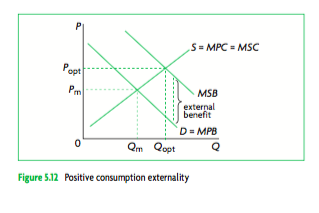 P
S = MPC = MSC
Popt
Pm
MSB
external
benefit
D = MPB
0
Qm Qopt Q
Figure 5.12 Positive consumption externality